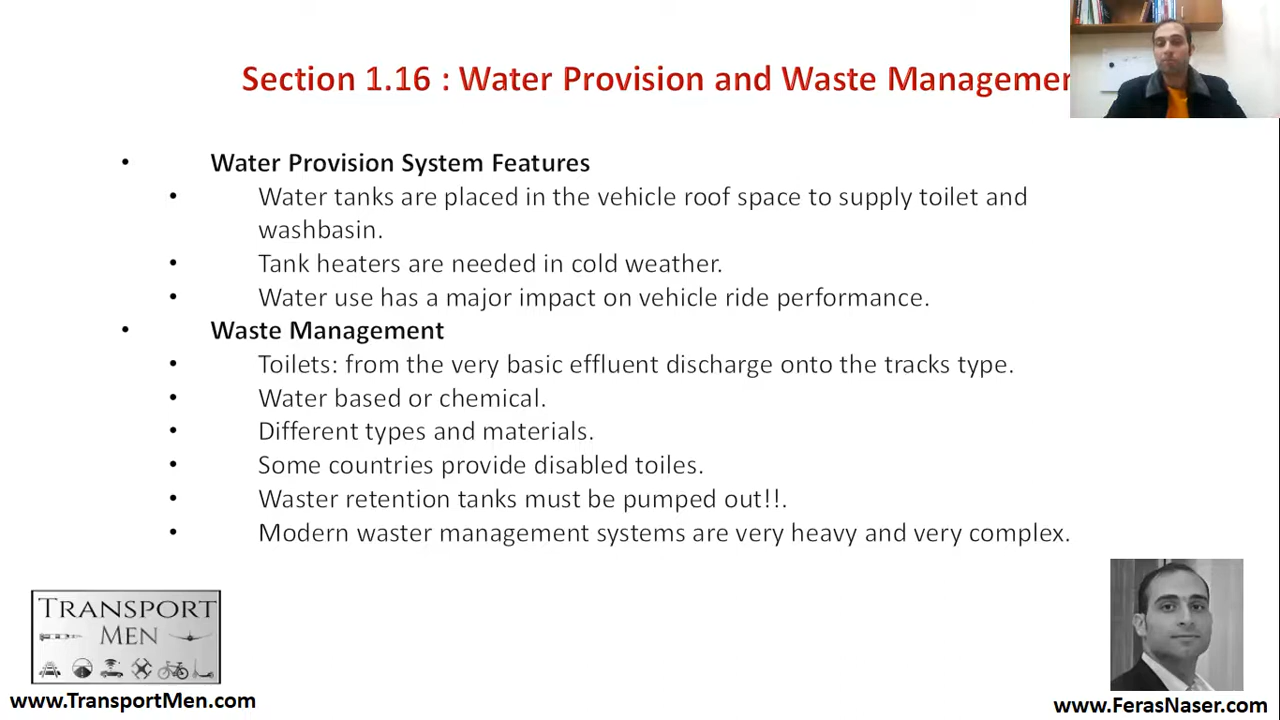 Section 1.16 : Water Provision and Waste Managemen
• Water Provision System Features
• Water tanks are placed in the vehicle roof space to supply toilet and
washbasin.
• Tank heaters are needed in cold weather.
• Water use has a major impact on vehicle ride performance.
• Waste Management
• Toilets: from the very basic effluent discharge onto the tracks type.
• Water based or chemical.
• Different types and materials.
• Some countries provide disabled toiles.
• Waster retention tanks must be pumped out!!.
• Modern waster management systems are very heavy and very complex.
TRANSPORT
MEN
www.TransportMen.com
www.FerasNaser.com